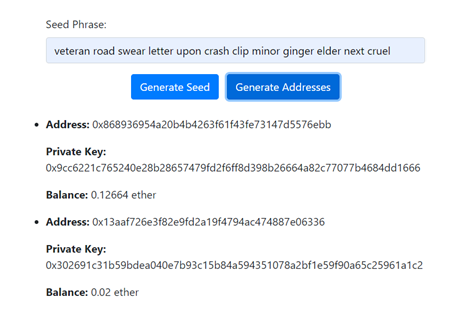 Seed Phrase:
veteran road swear letter upon crash clip minor ginger elder next cruel
Generate Seed Generate Addresses
Address: 0x868936954a20b4b4263f61f43fe73147d5576ebb
Private Key:
0x9cc6221c765240e28b28657479fd2f6ff8d398b26664a82c77077b4684dd1666
Balance: 0.12664 ether
Address: 0x13aaf726e3f82e9fd2a19f4794ac474887e06336
Private Key:
0x302691c31b59bdea040e7b93c15b84a594351078a2bf1e59f90a65c25961a1c2
Balance: 0.02 ether